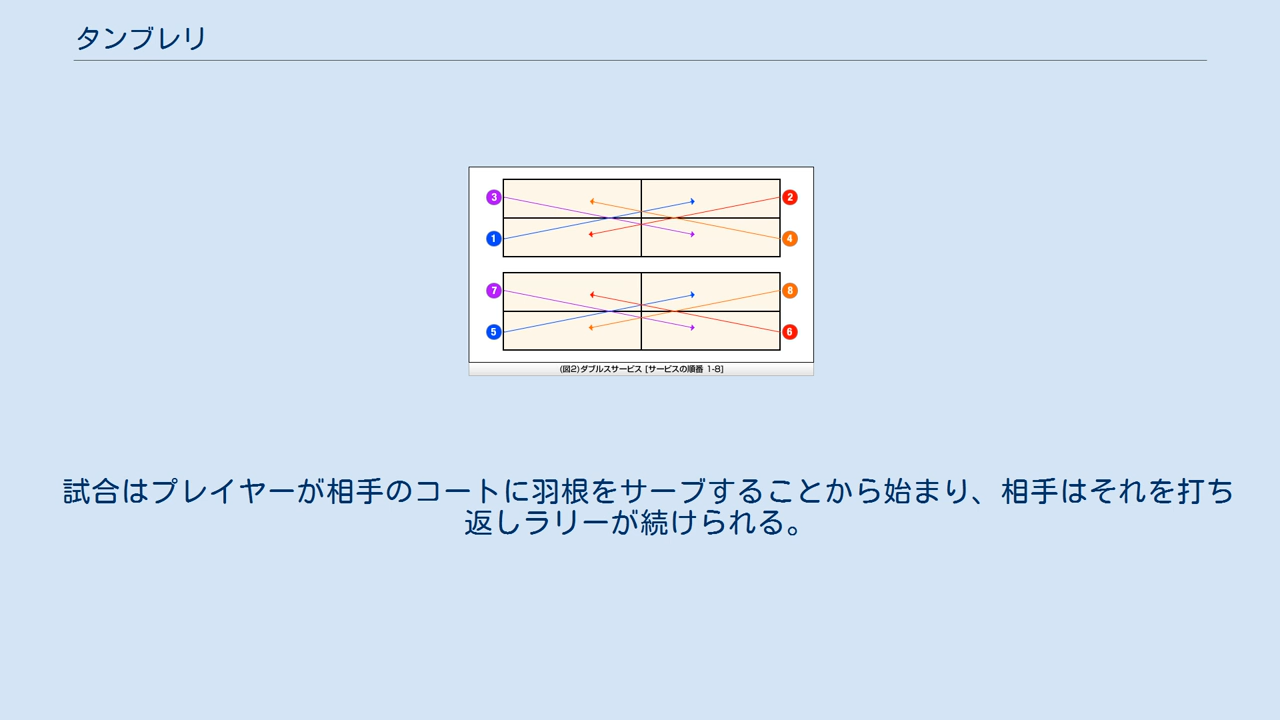 タンブレリ
3
2
1
4
7
8
5
6
(図2)ダブルスサービス [サービスの順番 1-8]
試合はプレイヤーが相手のコートに羽根をサーブすることから始まり、相手はそれを打ち
返しラリーが続けられる。